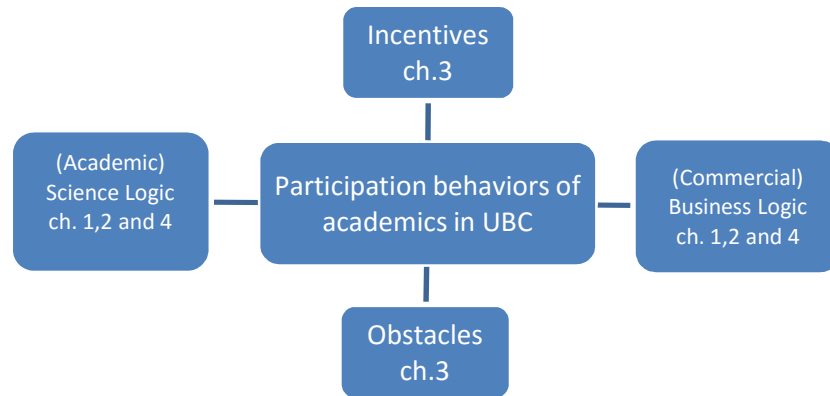 Incentives
ch.3
(Academic)
Science Logic
ch. 1,2 and 4
Participation behaviors of
academics in UBC
(Commercial)
Business Logic
ch. 1,2 and 4
Obstacles
ch.3